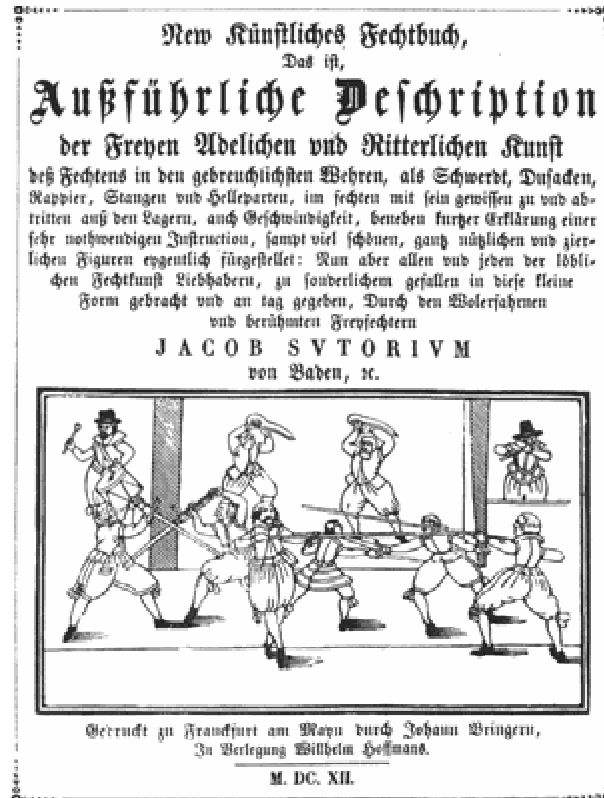 New Künſtliches Fechtbuch,
Das iſt,
Außführliche Deſchription
der Freyen Adelichen vnd Ritterlichen Kunſt
deß Fechtens in den gebreuchlichſten Wehren, als Schwerdt, Duſacken,
Rappier, Stangen vnd Helleparten, im fechten mit ſein gewiſſen zu vnd ab-
tritten auß den Lagern, auch Geſchwindigkeit, beneben kurtzer Erklärung einer
ſehr nothwendigen Inſtruction, ſampt viel ſchönen, gantz nützlichen vnd zier-
lichen Figuren eygentlich fürgeſtellet: Nun aber allen vnd jeden der löbli-
chen Fechtkunſt Liebhabern, zu ſonderlichem gefallen in dieſe kleine
Form gebracht vnd an tag gegeben, Durch den Wolerfahrnen
vnd berühmten Freyfechtern
JACOB SVTORIVM
von Baden, ꝛc.
Getruckt zu Franckfurt am Mayn durch Johann Bringern,
In Verlegung Willhelm Hoffmans.
M. DC. XII.